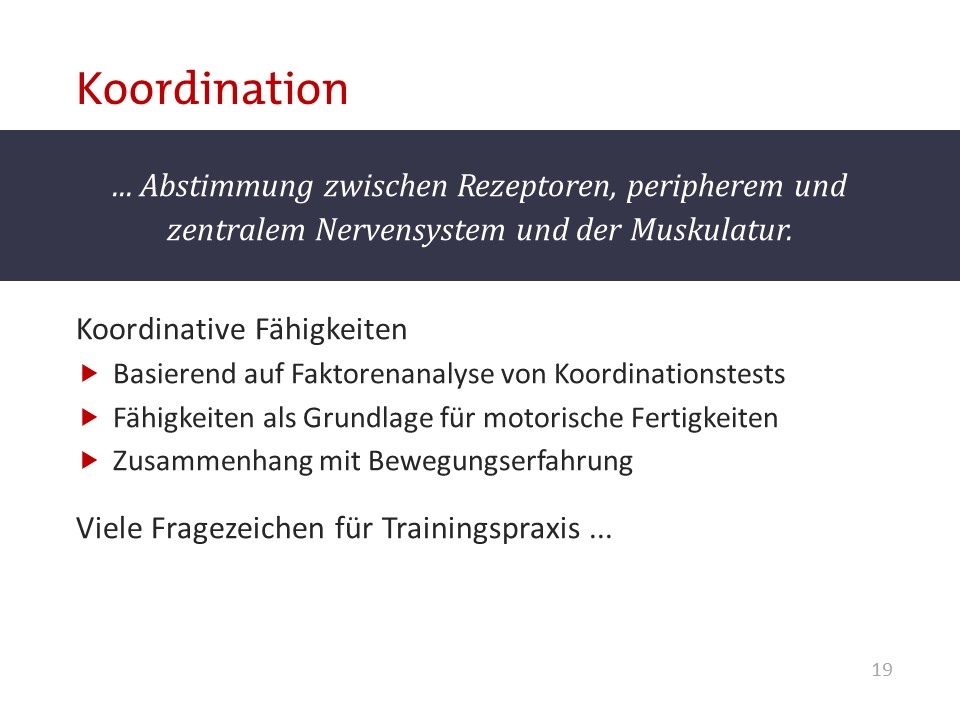 Koordination
... Abstimmung zwischen Rezeptoren, peripherem und
zentralem Nervensystem und der Muskulatur.
Koordinative Fähigkeiten
Basierend auf Faktorenanalyse von Koordinationstests
Fähigkeiten als Grundlage für motorische Fertigkeiten
Zusammenhang mit Bewegungserfahrung
Viele Fragezeichen für Trainingspraxis ...
19